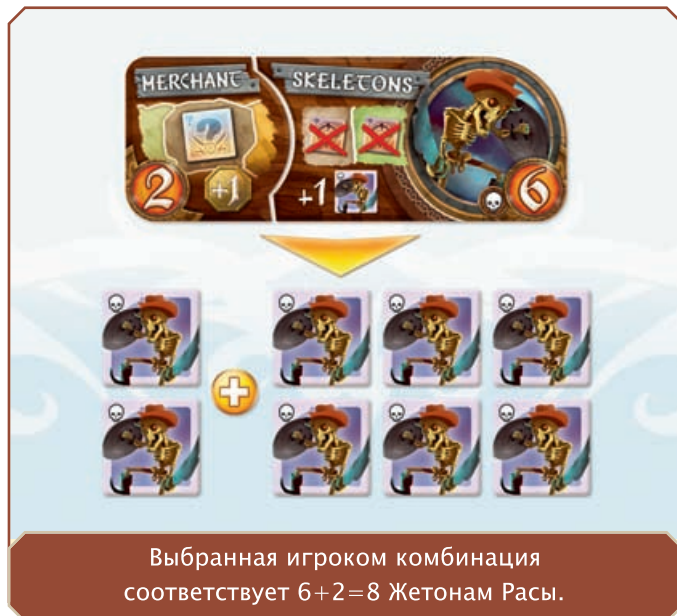 MERCHANT SKELETONS
2 +1 +1 6
Выбранная игроком комбинация
соответствует 6+2=8 Жетонам Расы.